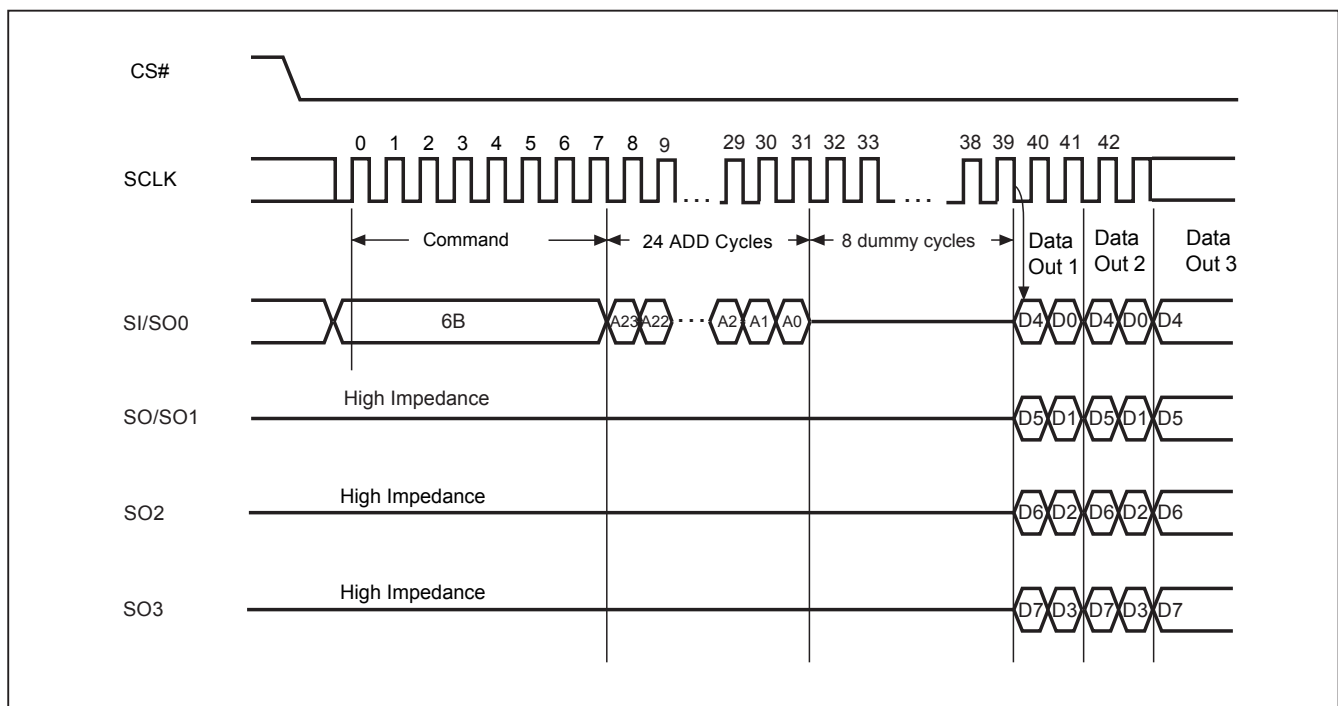 CS#
0 1 2 3 4 5 6 7 8 9 29 30 31 32 33 38 39 40 41 42
SCLK
Command 24 ADD Cycles 8 dummy cycles Data Out 1 Data Out 2 Data Out 3
SI/SO0 6B A23 A22 A2 A1 A0 D4 D0 D4 D0 D4
High Impedance
SO/SO1 D5 D1 D5 D1 D5
High Impedance
SO2 D6 D2 D6 D2 D6
High Impedance
SO3 D7 D3 D7 D3 D7